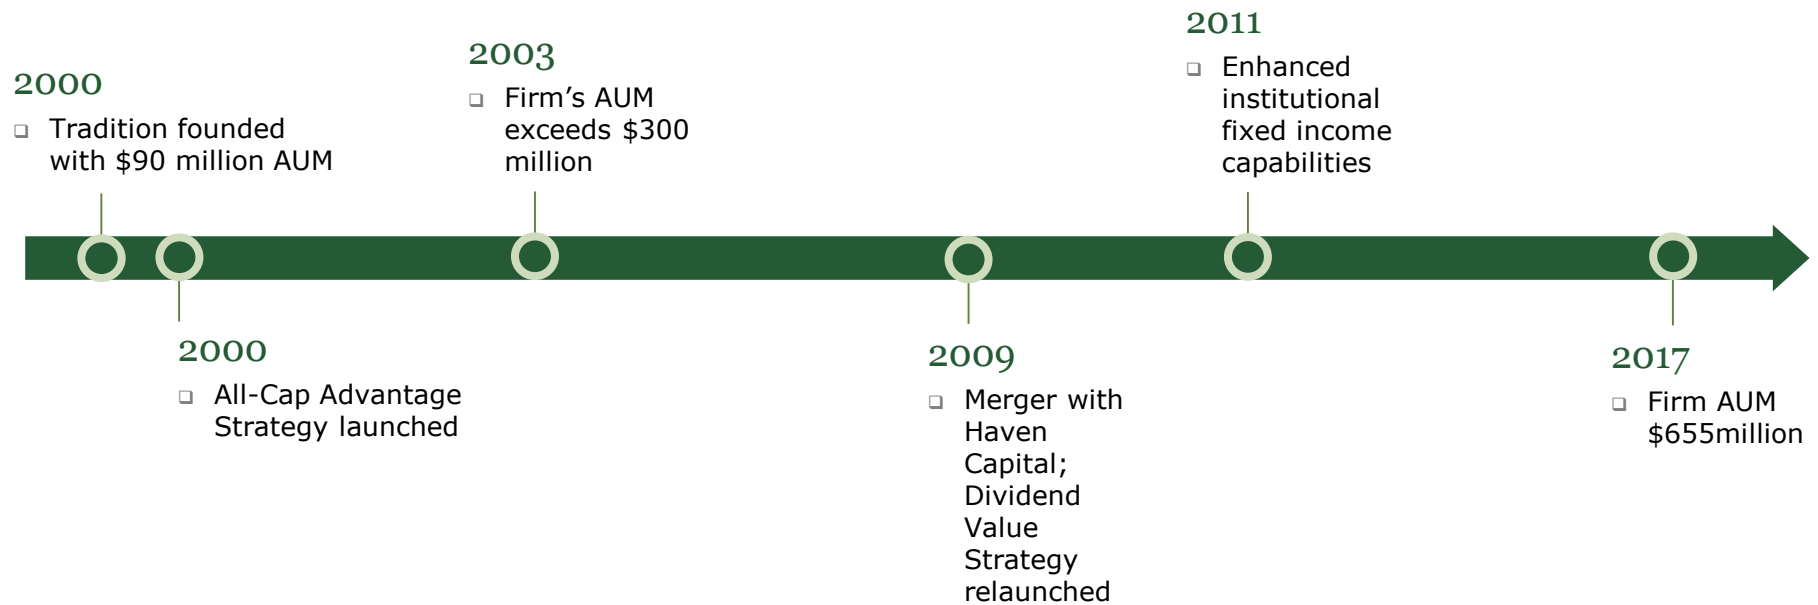 2000
❑ Tradition founded
with $90 million AUM
2003
❑ Firm’s AUM
exceeds $300
million
2011
❑ Enhanced
institutional
fixed income
capabilities
2000
❑ All-Cap Advantage
Strategy launched
2009
❑ Merger with
Haven
Capital;
Dividend
Value
Strategy
relaunched
2017
❑ Firm AUM
$655million